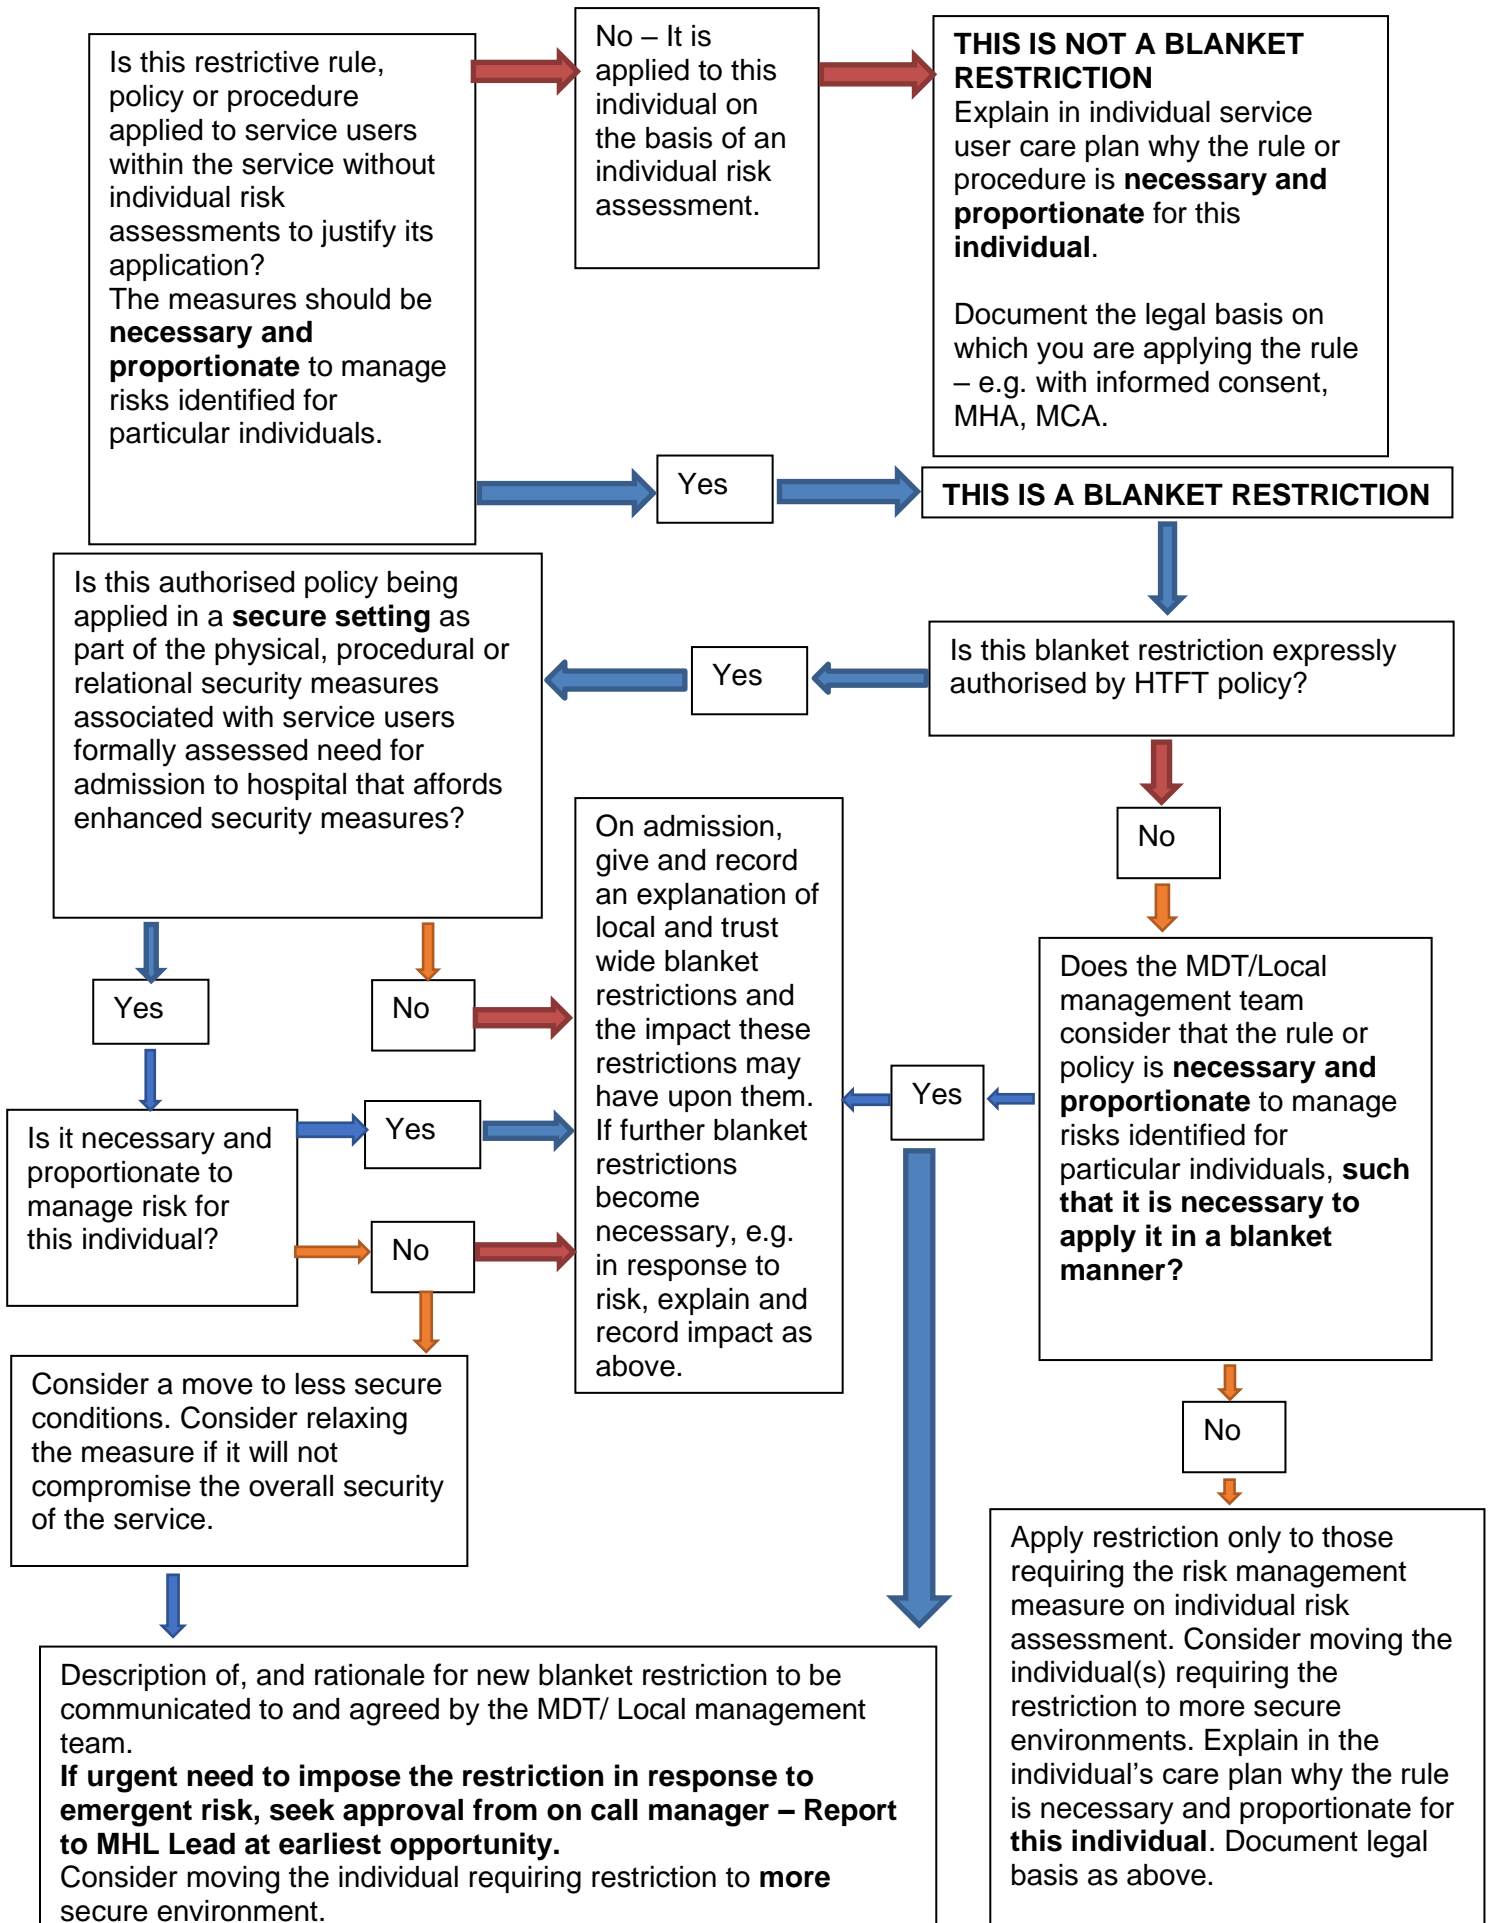 Is this restrictive rule,
policy or procedure
applied to service users
within the service without
individual risk
assessments to justify its
application?
The measures should be
necessary and
proportionate to manage
risks identified for
particular individuals.
No – It is
applied to this
individual on
the basis of an
individual risk
assessment.
THIS IS NOT A BLANKET
RESTRICTION
Explain in individual service
user care plan why the rule or
procedure is necessary and
proportionate for this
individual.
Document the legal basis on
which you are applying the rule
– e.g. with informed consent,
MHA, MCA.
Yes
THIS IS A BLANKET RESTRICTION
Is this blanket restriction expressly
authorised by HTFT policy?
Yes
Is this authorised policy being
applied in a secure setting as
part of the physical, procedural or
relational security measures
associated with service users
formally assessed need for
admission to hospital that affords
enhanced security measures?
No
On admission,
give and record
an explanation of
local and trust
wide blanket
restrictions and
the impact these
restrictions may
have upon them.
If further blanket
restrictions
become
necessary, e.g.
in response to
risk, explain and
record impact as
above.
Does the MDT/Local
management team
consider that the rule or
policy is necessary and
proportionate to manage
risks identified for
particular individuals, such
that it is necessary to
apply it in a blanket
manner?
Yes
No
Yes
Is it necessary and
proportionate to
manage risk for
this individual?
Yes
No
Consider a move to less secure
conditions. Consider relaxing
the measure if it will not
compromise the overall security
of the service.
No
Apply restriction only to those
requiring the risk management
measure on individual risk
assessment. Consider moving the
individual(s) requiring the
restriction to more secure
environments. Explain in the
individual’s care plan why the rule
is necessary and proportionate for
this individual. Document legal
basis as above.
Description of, and rationale for new blanket restriction to be
communicated to and agreed by the MDT/ Local management
team.
If urgent need to impose the restriction in response to
emergent risk, seek approval from on call manager – Report
to MHL Lead at earliest opportunity.
Consider moving the individual requiring restriction to more
secure environment.